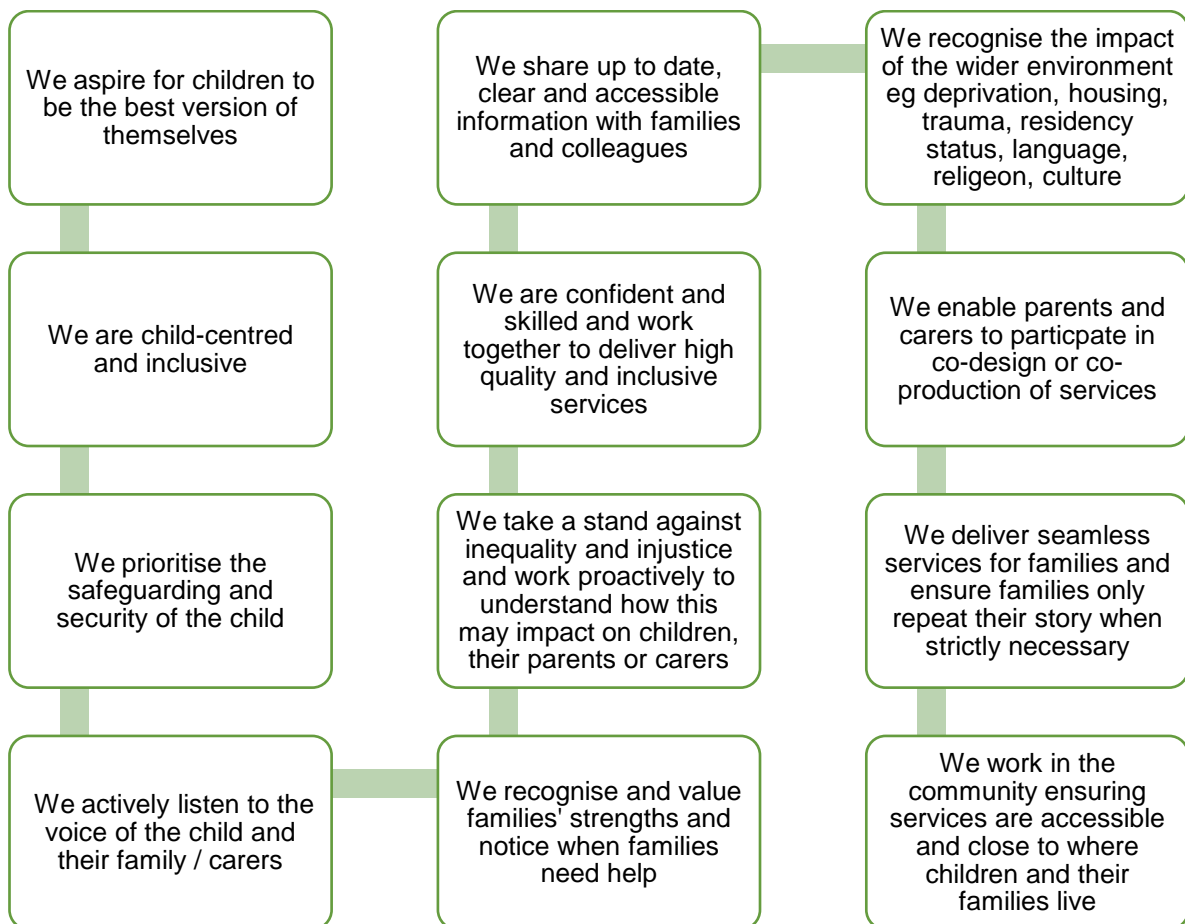 We aspire for children to
be the best version of
themselves
We are child-centred
and inclusive
We prioritise the
safeguarding and
security of the child
We actively listen to the
voice of the child and
their family / carers
We recognise and value
families' strengths and
notice when families
need help
We take a stand against
inequality and injustice
and work proactively to
understand how this
may impact on children,
their parents or carers
We are confident and
skilled and work
together to deliver high
quality and inclusive
services
We share up to date,
clear and accessible
information with families
and colleagues
We recognise the impact
of the wider environment
eg deprivation, housing,
trauma, residency
status, language,
religeon, culture
We enable parents and
carers to particpate in
co-design or co-
production of services
We deliver seamless
services for families and
ensure families only
repeat their story when
strictly necessary
We work in the
community ensuring
services are accessible
and close to where
children and their
families live